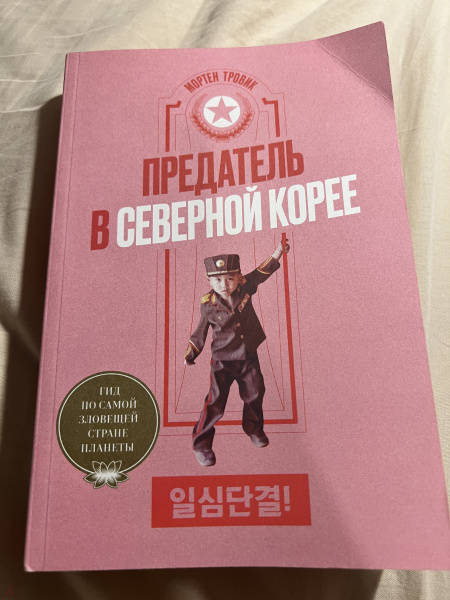 МОРТЕН ТРОВИК
ПРЕДАТЕЛЬ
В СЕВЕРНОЙ КОРЕЕ
ГИД
ПО САМОЙ
ЗЛОВЕЩЕЙ
СТРАНЕ
ПЛАНЕТЫ
일심단결!